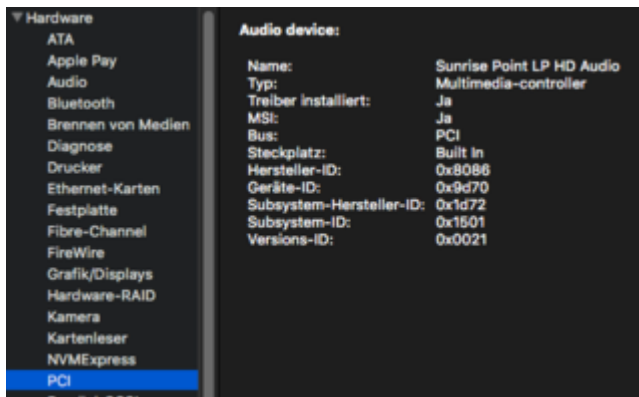 Hardware
ATA
Apple Pay
Audio
Bluetooth
Brennen von Medien
Diagnose
Drucker
Ethernet-Karten
Festplatte
Fibre-Channel
FireWire
Grafik/Displays
Hardware-RAID
Kamera
Kartenleser
NVMExpress
PCI
Audio device:
Name: Sunrise Point LP HD Audio
Typ: Multimedia-controller
Treiber installiert: Ja
MSI: Ja
Bus: PCI
Steckplatz: Built In
Hersteller-ID: 0x8086
Geräte-ID: 0x9d70
Subsystem-Hersteller-ID: 0x1d72
Subsystem-ID: 0x1501
Versions-ID: 0x0021